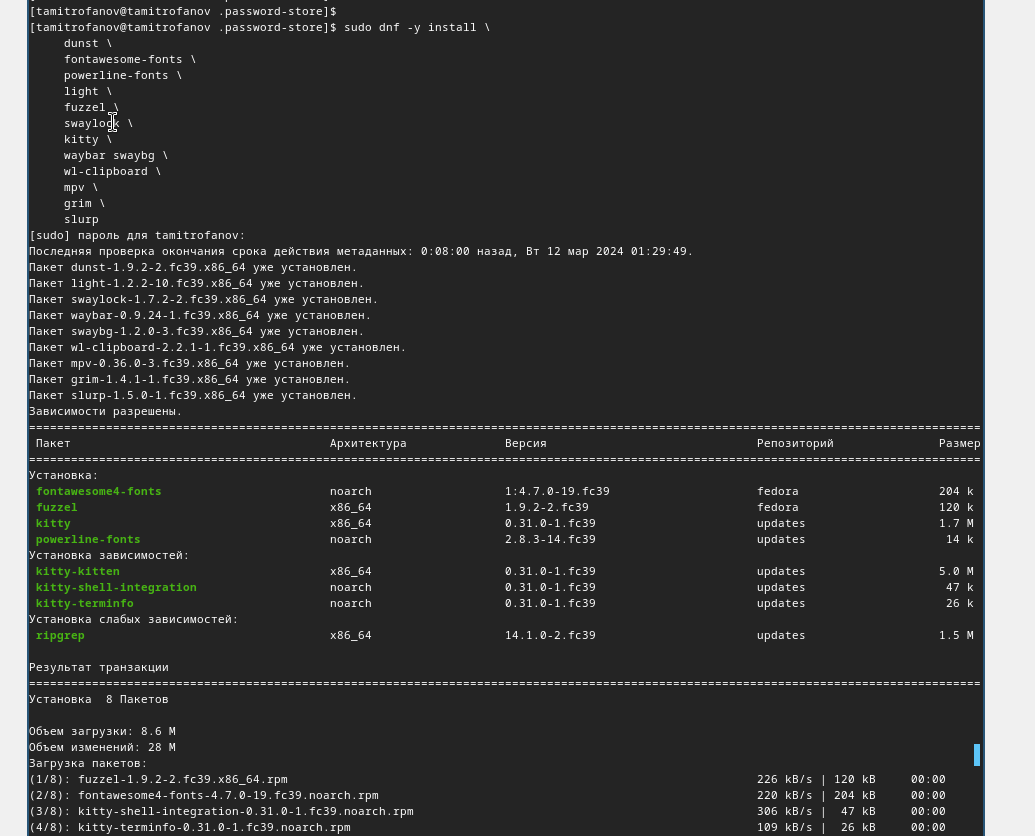 [tamitrofanov@tamitrofanov .password-store]$
[tamitrofanov@tamitrofanov .password-store]$ sudo dnf -y install \
dunst \
fontawesome-fonts \
powerline-fonts \
light \
fuzzel \
swaylock \
kitty \
waybar swaybg \
wl-clipboard \
mpv \
grim \
slurp
[sudo] пароль для tamitrofanov:
Последняя проверка окончания срока действия метаданных: 0:08:00 назад, Вт 12 мар 2024 01:29:49.
Пакет dunst-1.9.2-2.fc39.x86_64 уже установлен.
Пакет light-1.2.2-10.fc39.x86_64 уже установлен.
Пакет swaylock-1.7.2-2.fc39.x86_64 уже установлен.
Пакет waybar-0.9.24-1.fc39.x86_64 уже установлен.
Пакет swaybg-1.2.0-3.fc39.x86_64 уже установлен.
Пакет wl-clipboard-2.2.1-1.fc39.x86_64 уже установлен.
Пакет mpv-0.36.0-3.fc39.x86_64 уже установлен.
Пакет grim-1.4.1-1.fc39.x86_64 уже установлен.
Пакет slurp-1.5.0-1.fc39.x86_64 уже установлен.
Зависимости разрешены.
Пакет Архитектура Версия Репозиторий Размер
Установка:
fontawesome4-fonts noarch 1:4.7.0-19.fc39 fedora 204 k
fuzzel x86_64 1.9.2-2.fc39 fedora 120 k
kitty x86_64 0.31.0-1.fc39 updates 1.7 M
powerline-fonts noarch 2.8.3-14.fc39 updates 14 k
Установка зависимостей:
kitty-kitten x86_64 0.31.0-1.fc39 updates 5.0 M
kitty-shell-integration noarch 0.31.0-1.fc39 updates 47 k
kitty-terminfo noarch 0.31.0-1.fc39 updates 26 k
Установка слабых зависимостей:
ripgrep x86_64 14.1.0-2.fc39 updates 1.5 M
Результат транзакции
Установка 8 Пакетов
Объем загрузки: 8.6 M
Объем изменений: 28 M
Загрузка пакетов:
(1/8): fuzzel-1.9.2-2.fc39.x86_64.rpm 226 kB/s | 120 kB 00:00
(2/8): fontawesome4-fonts-4.7.0-19.fc39.noarch.rpm 220 kB/s | 204 kB 00:00
(3/8): kitty-shell-integration-0.31.0-1.fc39.noarch.rpm 306 kB/s | 47 kB 00:00
(4/8): kitty-terminfo-0.31.0-1.fc39.noarch.rpm 109 kB/s | 26 kB 00:00